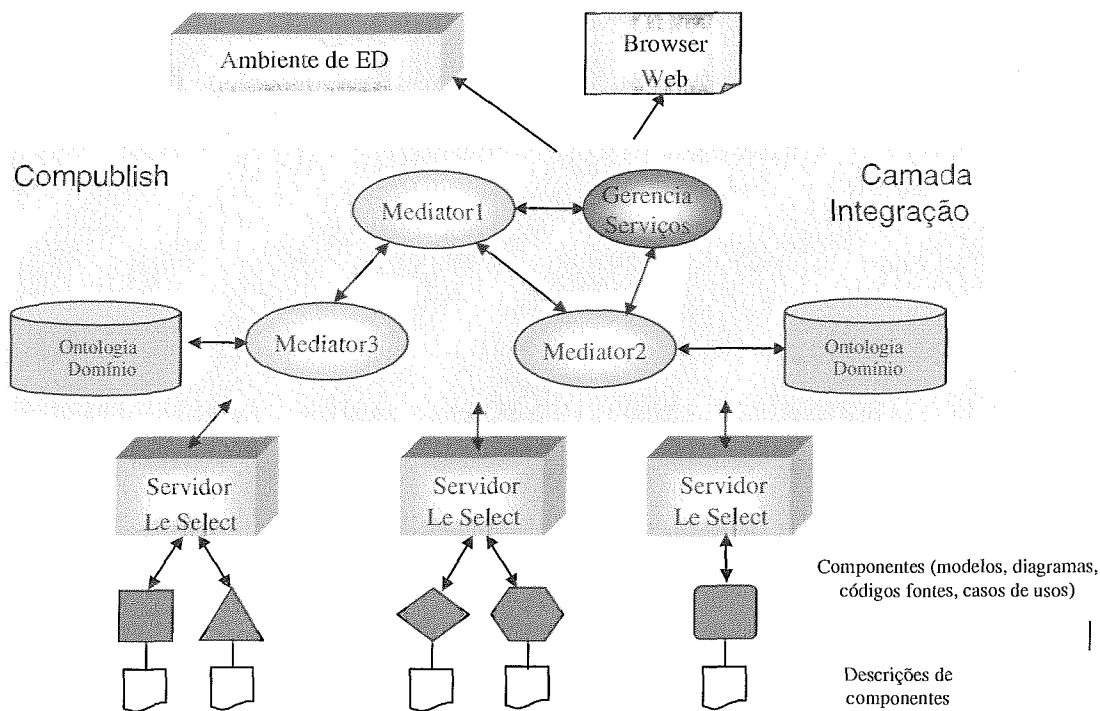 Ambiente de ED
Browser
Web
Compublish
Camada
Integração
Mediator1
Gerencia
Serviços
Ontologia
Domínio
Mediator3
Mediator2
Ontologia
Domínio
Servidor
Le Select
Servidor
Le Select
Servidor
Le Select
Componentes (modelos, diagramas,
códigos fontes, casos de usos)
Descrições de
componentes